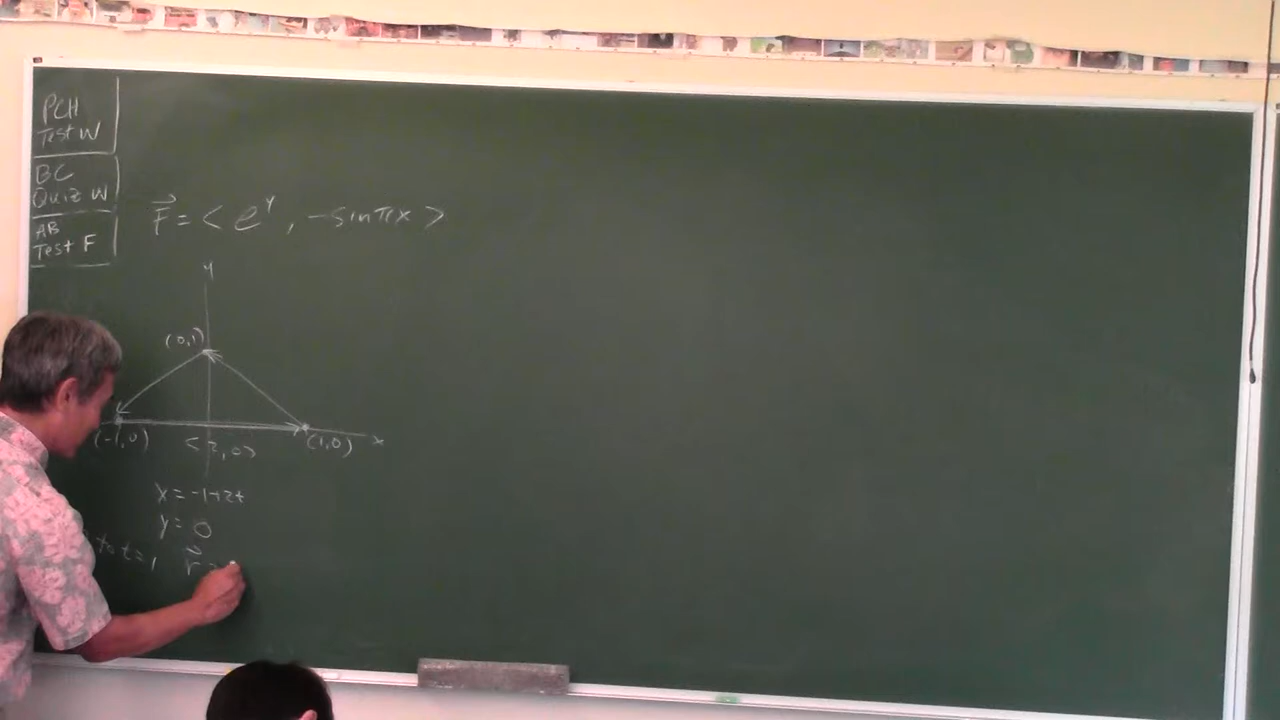 PCH
Test W
BC
Quiz W
AB
Test F
F⃗ = < e^y , -sin πx >
y
(0,1)
(-1,0)
< 2, 0>
(1,0)
x
x = -1+2t
y = 0
to t=1
r⃗ =